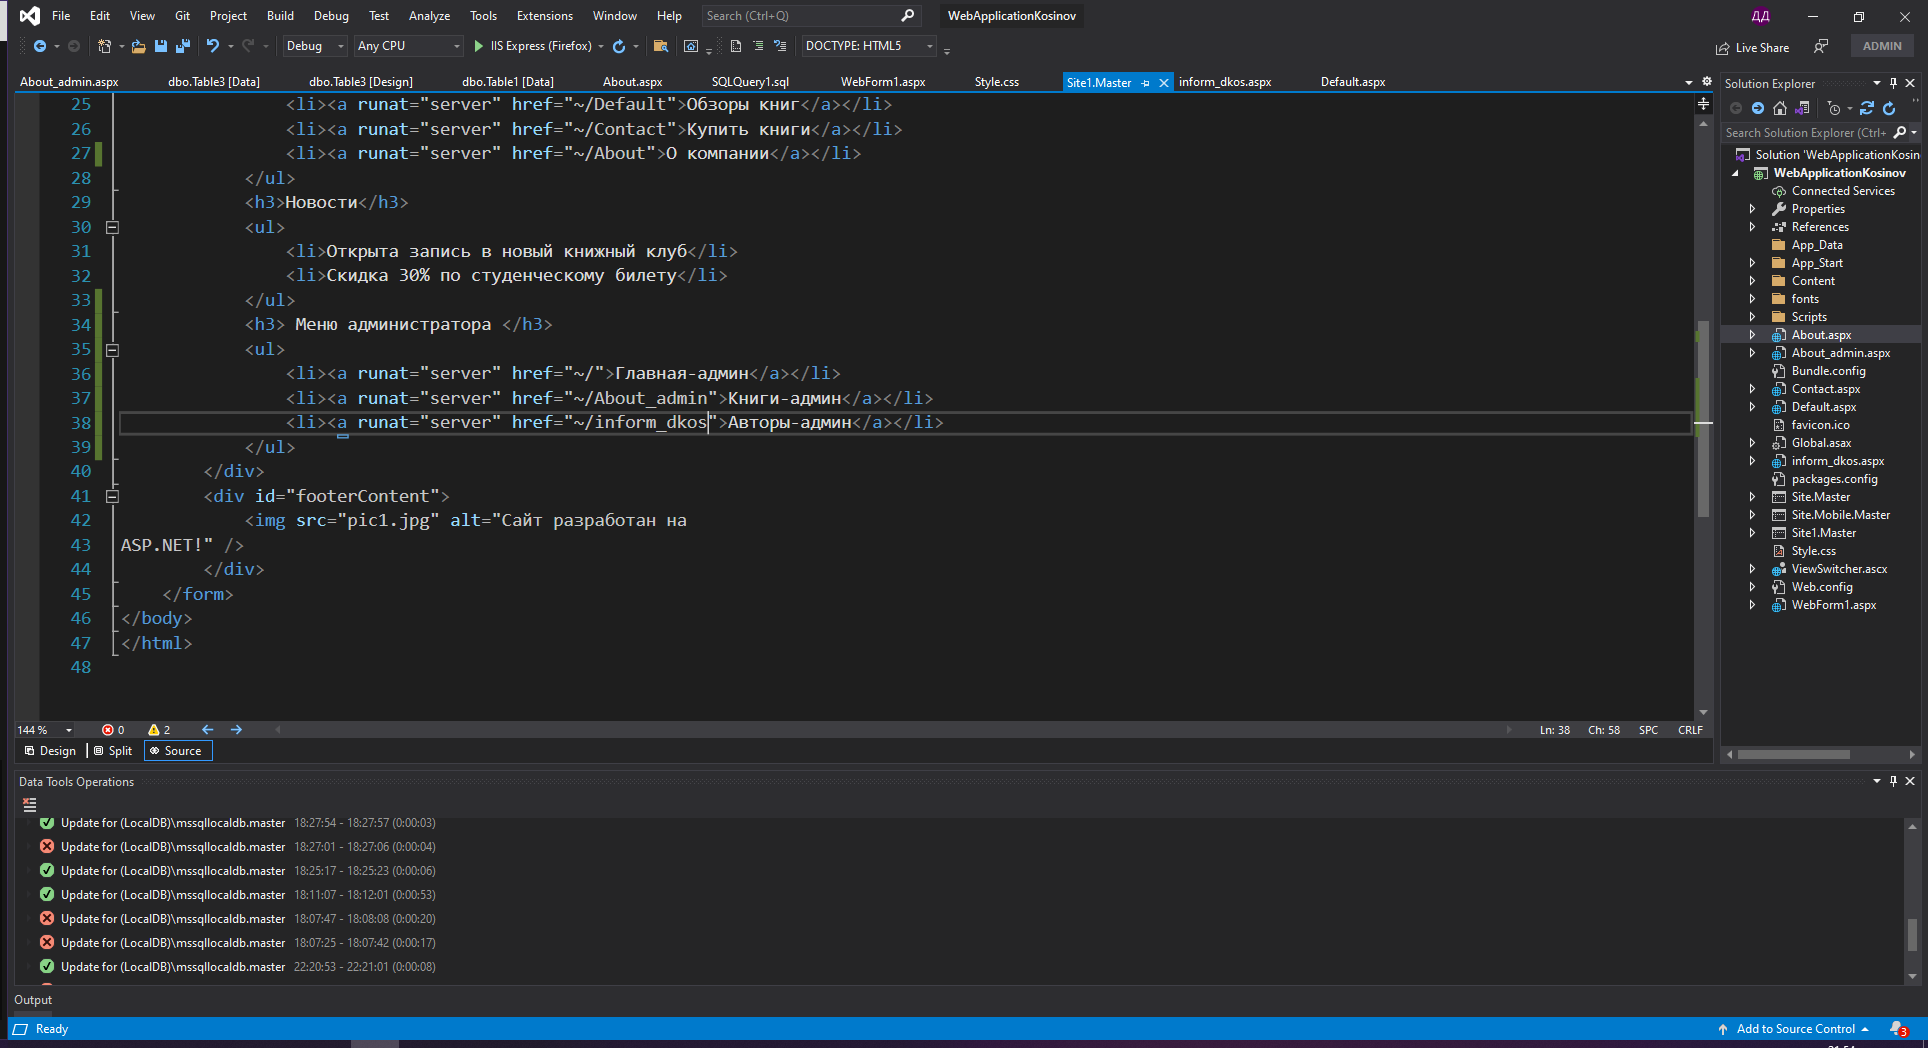 File Edit View Git Project Build Debug Test Analyze Tools Extensions Window Help Search (Ctrl+Q) WebApplicationKosinov ДД
Debug Any CPU IIS Express (Firefox) DOCTYPE: HTML5 Live Share ADMIN
About_admin.aspx dbo.Table3 [Data] dbo.Table3 [Design] dbo.Table1 [Data] About.aspx SQLQuery1.sql WebForm1.aspx Style.css Site1.Master inform_dkos.aspx Default.aspx
25 <li><a runat="server" href="~/Default">Обзоры книг</a></li>
26 <li><a runat="server" href="~/Contact">Купить книги</a></li>
27 <li><a runat="server" href="~/About">О компании</a></li>
28 </ul>
29 <h3>Новости</h3>
30 <ul>
31 <li>Открыта запись в новый книжный клуб</li>
32 <li>Скидка 30% по студенческому билету</li>
33 </ul>
34 <h3> Меню администратора </h3>
35 <ul>
36 <li><a runat="server" href="~/">Главная-админ</a></li>
37 <li><a runat="server" href="~/About_admin">Книги-админ</a></li>
38 <li><a runat="server" href="~/inform_dkos">Авторы-админ</a></li>
39 </ul>
40 </div>
41 <div id="footerContent">
42 <img src="pic1.jpg" alt="Сайт разработан на
43 ASP.NET!" />
44 </div>
45 </form>
46 </body>
47 </html>
48
144 % 0 2 Ln: 38 Ch: 58 SPC CRLF
Design Split Source
Solution Explorer
Search Solution Explorer (Ctrl+
Solution 'WebApplicationKosin
WebApplicationKosinov
Connected Services
Properties
References
App_Data
App_Start
Content
fonts
Scripts
About.aspx
About_admin.aspx
Bundle.config
Contact.aspx
Default.aspx
favicon.ico
Global.asax
inform_dkos.aspx
packages.config
Site.Master
Site.Mobile.Master
Site1.Master
Style.css
ViewSwitcher.ascx
Web.config
WebForm1.aspx
Data Tools Operations
Update for (LocalDB)\mssqllocaldb.master 18:27:54 - 18:27:57 (0:00:03)
Update for (LocalDB)\mssqllocaldb.master 18:27:01 - 18:27:06 (0:00:04)
Update for (LocalDB)\mssqllocaldb.master 18:25:17 - 18:25:23 (0:00:06)
Update for (LocalDB)\mssqllocaldb.master 18:11:07 - 18:12:01 (0:00:53)
Update for (LocalDB)\mssqllocaldb.master 18:07:47 - 18:08:08 (0:00:20)
Update for (LocalDB)\mssqllocaldb.master 18:07:25 - 18:07:42 (0:00:17)
Update for (LocalDB)\mssqllocaldb.master 22:20:53 - 22:21:01 (0:00:08)
Output
Ready Add to Source Control 3